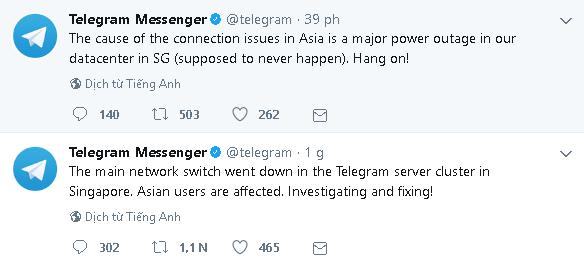 Telegram Messenger @telegram · 39 ph
The cause of the connection issues in Asia is a major power outage in our
datacenter in SG (supposed to never happen). Hang on!
Dịch từ Tiếng Anh
140 503 262
Telegram Messenger @telegram · 1 g
The main network switch went down in the Telegram server cluster in
Singapore. Asian users are affected. Investigating and fixing!
Dịch từ Tiếng Anh
302 1,1 N 465